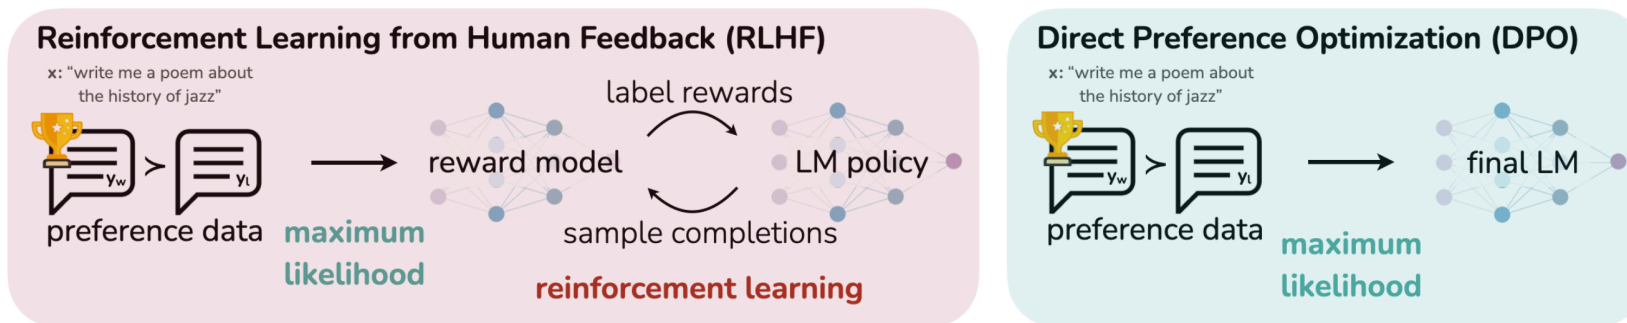 Reinforcement Learning from Human Feedback (RLHF)
x: “write me a poem about
the history of jazz”
label rewards
yw
≻
yl
reward model
LM policy
preference data
maximum
likelihood
sample completions
reinforcement learning
Direct Preference Optimization (DPO)
x: “write me a poem about
the history of jazz”
yw
≻
yl
final LM
preference data
maximum
likelihood